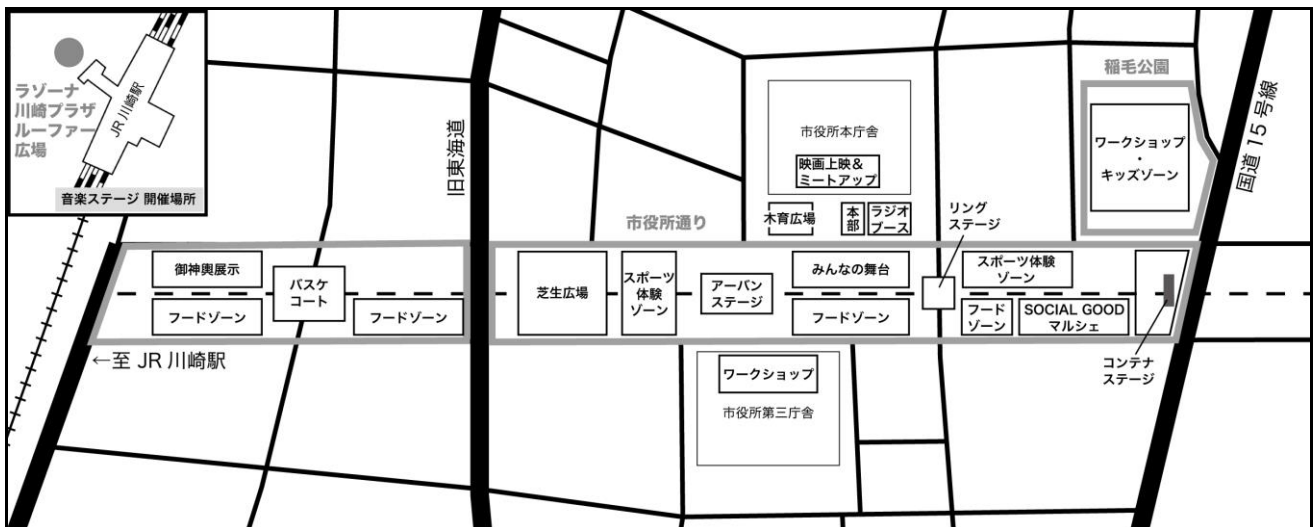 ラゾーナ
川崎プラザ
ルーファー
広場
JR 川崎駅
音楽ステージ 開催場所
旧東海道
市役所通り
市役所本庁舎
映画上映&
ミートアップ
木育広場
本
部
ラジオ
ブース
リング
ステージ
稲毛公園
ワークショップ
・
キッズゾーン
国道 15 号線
御神輿展示
バスケ
コート
フードゾーン
フードゾーン
芝生広場
スポーツ
体験
ゾーン
アーバン
ステージ
みんなの舞台
フードゾーン
スポーツ体験
ゾーン
フード
ゾーン
SOCIAL GOOD
マルシェ
コンテナ
ステージ
←至 JR 川崎駅
ワークショップ
市役所第三庁舎